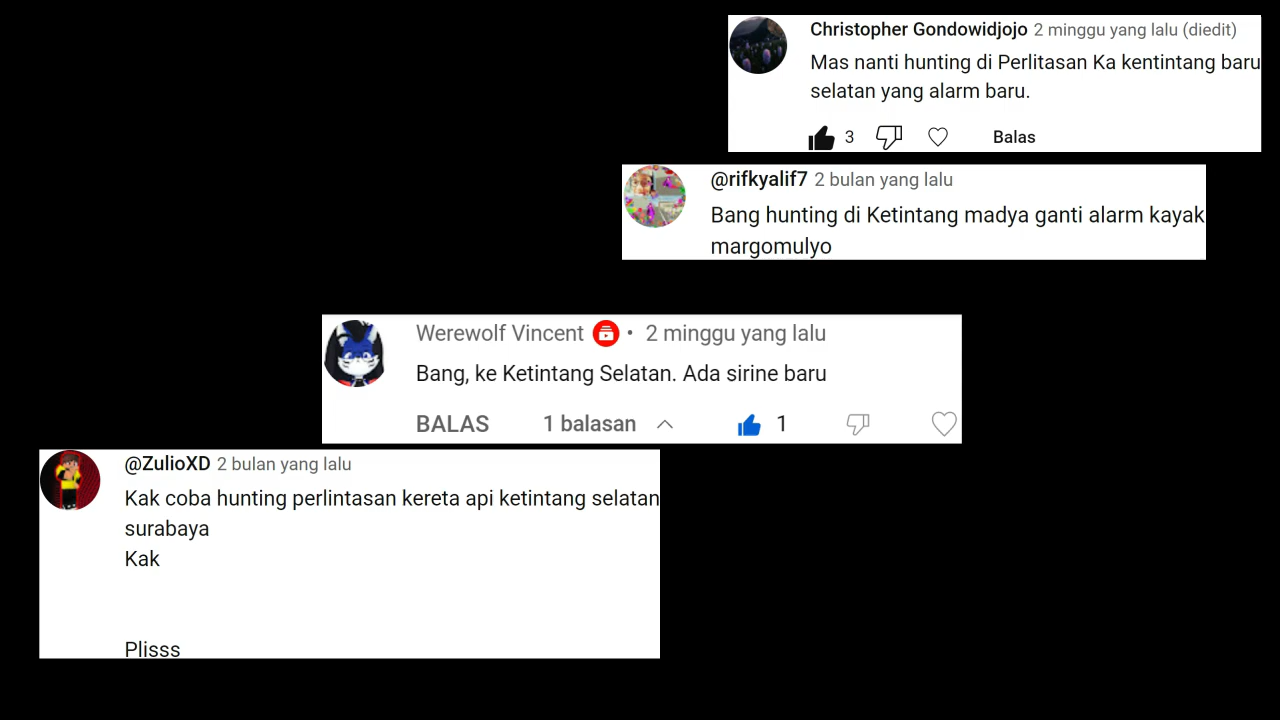 Christopher Gondowidjojo 2 minggu yang lalu (diedit)
Mas nanti hunting di Perlitasan Ka kentintang baru
selatan yang alarm baru.
3 Balas
@rifkyalif7 2 bulan yang lalu
Bang hunting di Ketintang madya ganti alarm kayak
margomulyo
Werewolf Vincent • 2 minggu yang lalu
Bang, ke Ketintang Selatan. Ada sirine baru
BALAS 1 balasan 1
@ZulioXD 2 bulan yang lalu
Kak coba hunting perlintasan kereta api ketintang selatan
surabaya
Kak
Plisss